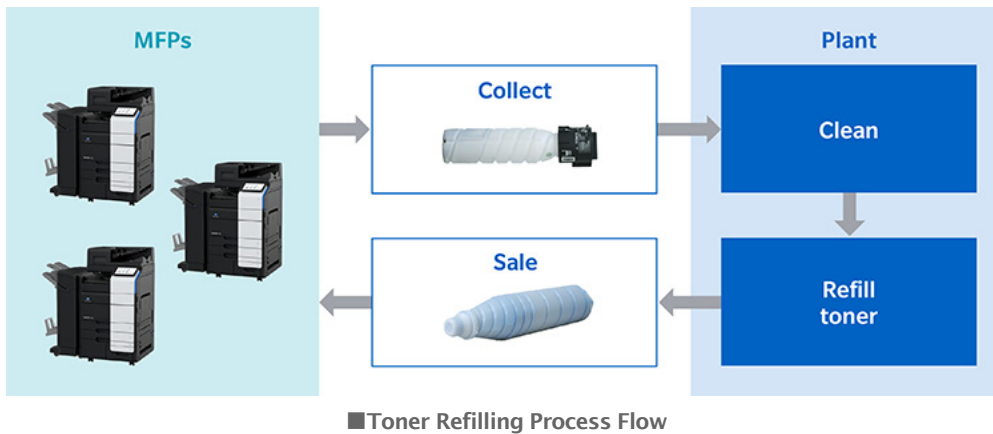 MFPs
Collect
Plant
Clean
Sale
Refill
toner
■Toner Refilling Process Flow